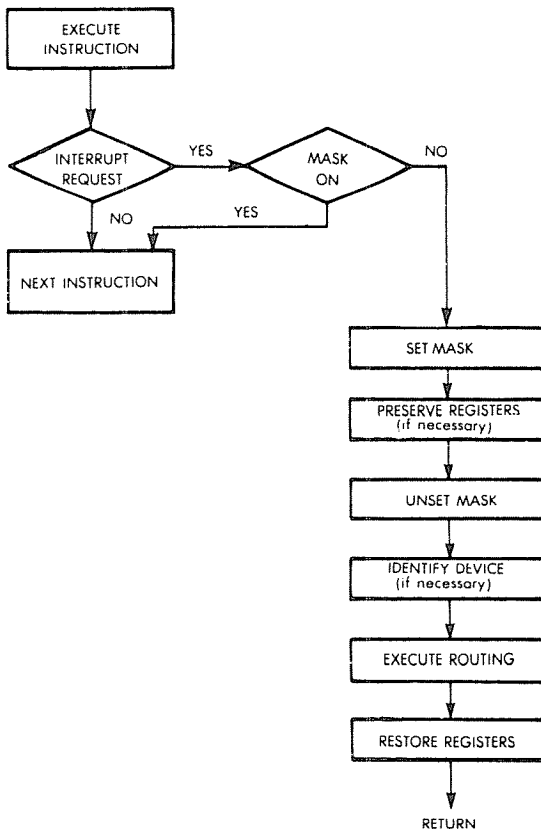 EXECUTE
INSTRUCTION
INTERRUPT
REQUEST
YES
MASK
ON
NO
NO
YES
NEXT INSTRUCTION
SET MASK
PRESERVE REGISTERS
(if necessary)
UNSET MASK
IDENTIFY DEVICE
(if necessary)
EXECUTE ROUTING
RESTORE REGISTERS
RETURN